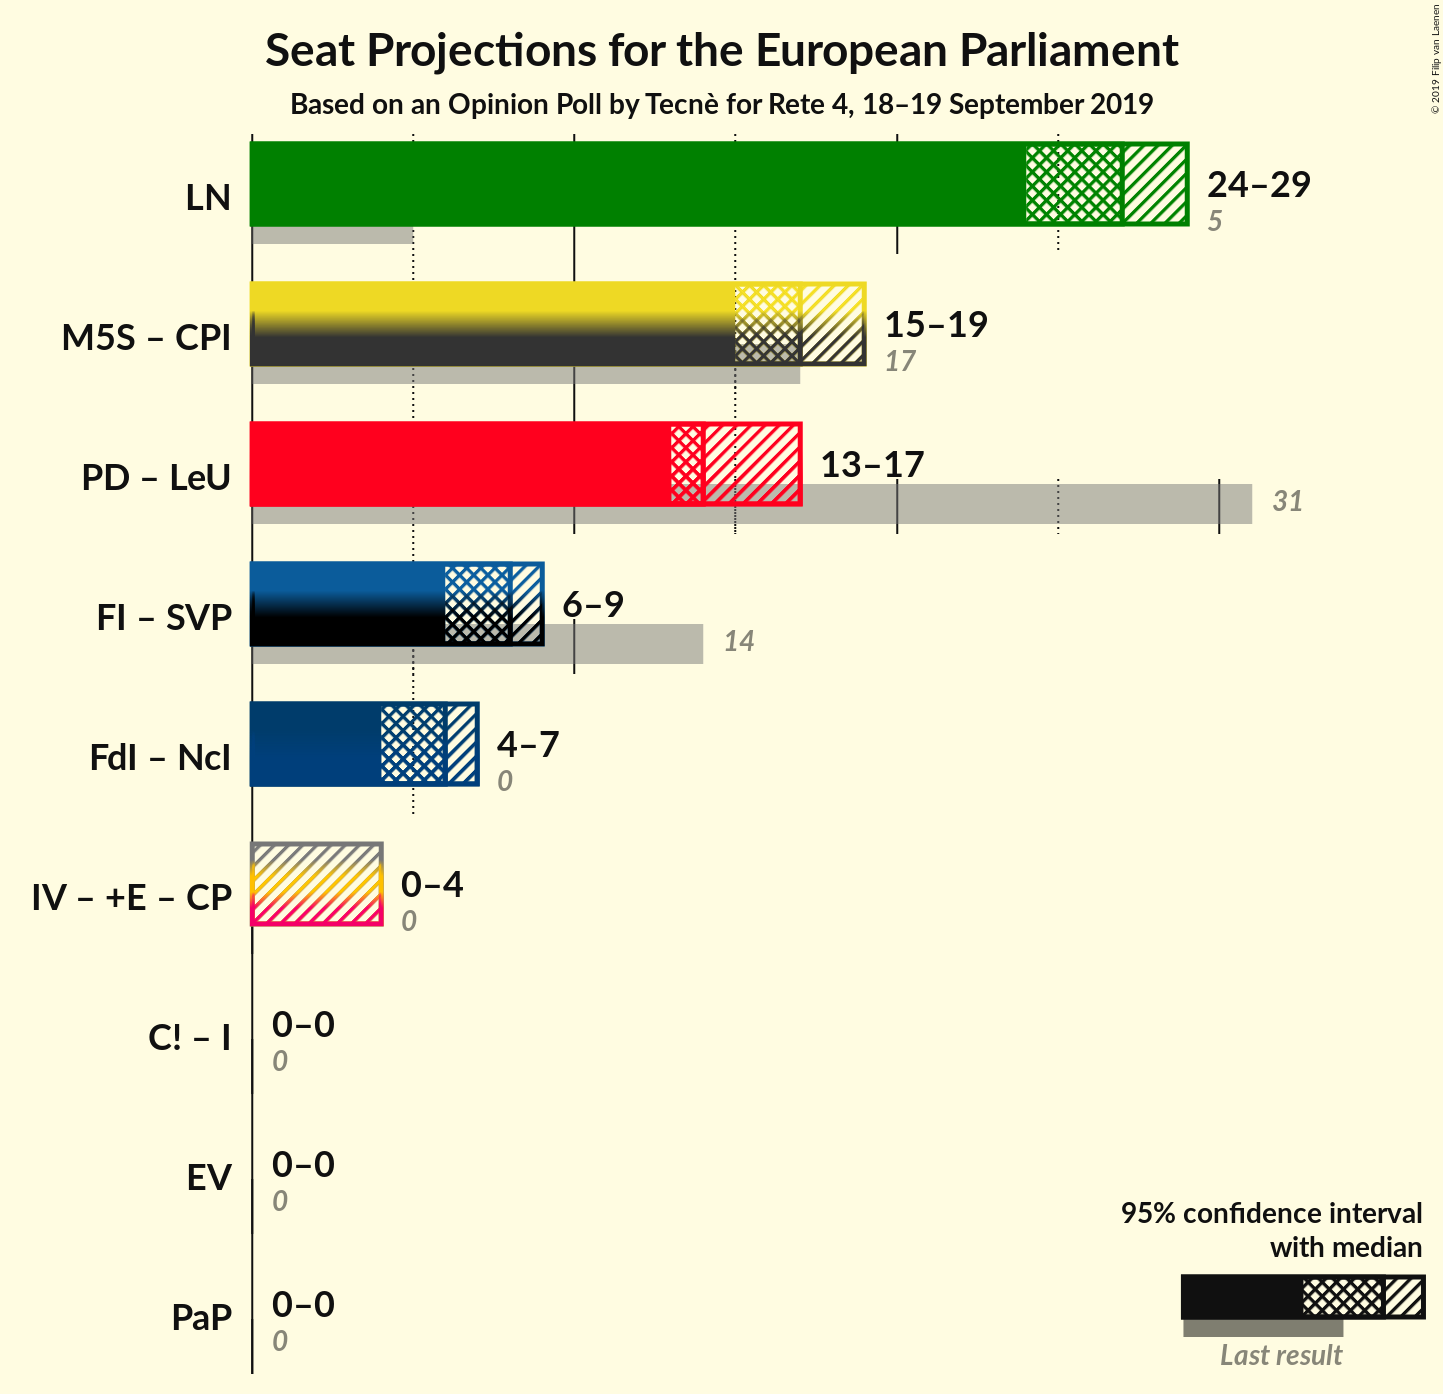 Seat Projections for the European Parliament
Based on an Opinion Poll by Tecnè for Rete 4, 18–19 September 2019
© 2019 Filip van Laenen
LN
24–29
5
M5S – CPI
15–19
17
PD – LeU
13–17
31
FI – SVP
6–9
14
FdI – NcI
4–7
0
IV – +E – CP
0–4
0
C! – I
0–0
0
EV
0–0
0
PaP
0–0
0
95% confidence interval
with median
Last result